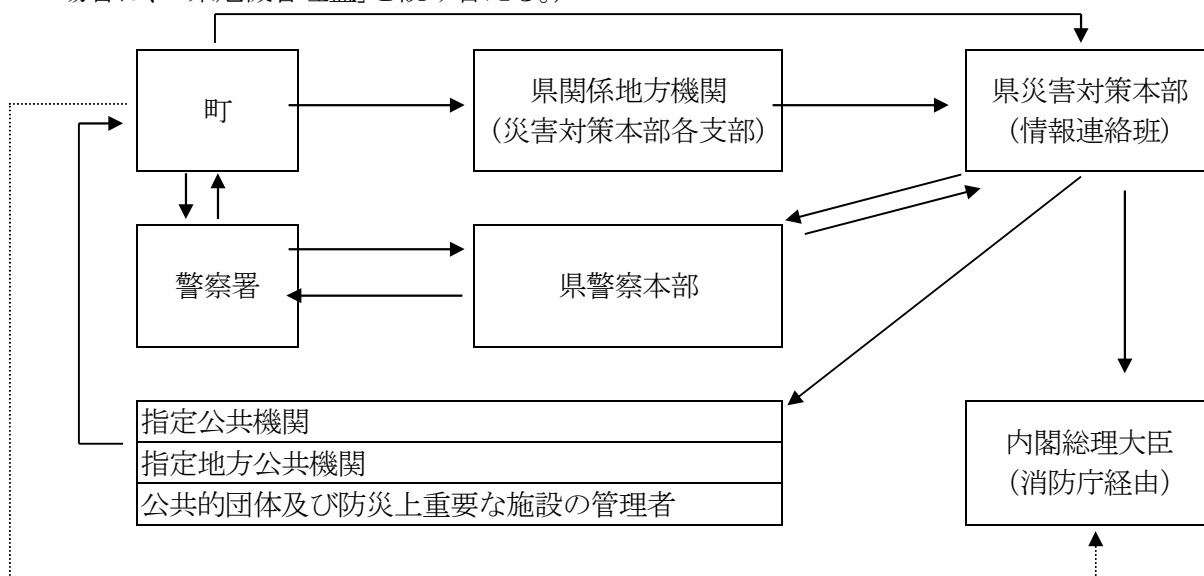 町
県関係地方機関
（災害対策本部各支部）
県災害対策本部
（情報連絡班）
警察署
県警察本部
指定公共機関
指定地方公共機関
公共的団体及び防災上重要な施設の管理者
内閣総理大臣
（消防庁経由）